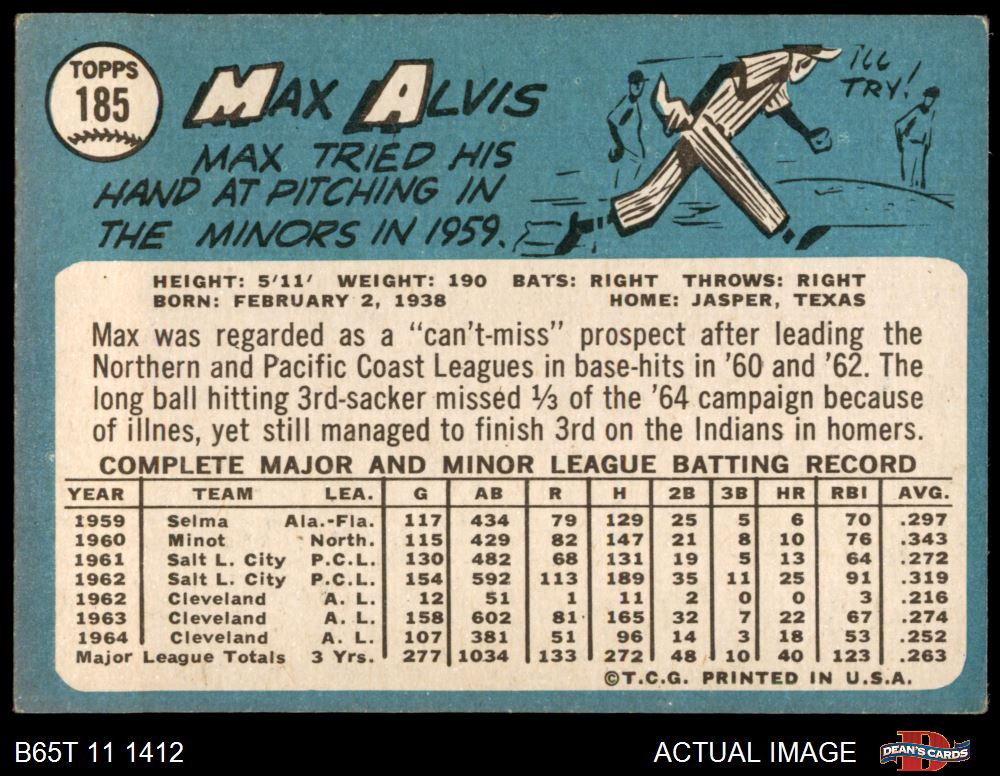 TOPPS
185
MAX ALVIS
I'LL
TRY!
MAX TRIED HIS
HAND AT PITCHING IN
THE MINORS IN 1959.
HEIGHT: 5'11' WEIGHT: 190 BATS: RIGHT THROWS: RIGHT
BORN: FEBRUARY 2, 1938 HOME: JASPER, TEXAS
Max was regarded as a "can't-miss" prospect after leading the
Northern and Pacific Coast Leagues in base-hits in '60 and '62. The
long ball hitting 3rd-sacker missed ⅓ of the '64 campaign because
of illnes, yet still managed to finish 3rd on the Indians in homers.
COMPLETE MAJOR AND MINOR LEAGUE BATTING RECORD
YEAR TEAM LEA. G AB R H 2B 3B HR RBI AVG.
1959 Selma Ala.-Fla. 117 434 79 129 25 5 6 70 .297
1960 Minot North. 115 429 82 147 21 8 10 76 .343
1961 Salt L. City P.C.L. 130 482 68 131 19 5 13 64 .272
1962 Salt L. City P.C.L. 154 592 113 189 35 11 25 91 .319
1962 Cleveland A. L. 12 51 1 11 2 0 0 3 .216
1963 Cleveland A. L. 158 602 81 165 32 7 22 67 .274
1964 Cleveland A. L. 107 381 51 96 14 3 18 53 .252
Major League Totals 3 Yrs. 277 1034 133 272 48 10 40 123 .263
©T.C.G. PRINTED IN U.S.A.
B65T 11 1412 ACTUAL IMAGE DEAN'S CARDS